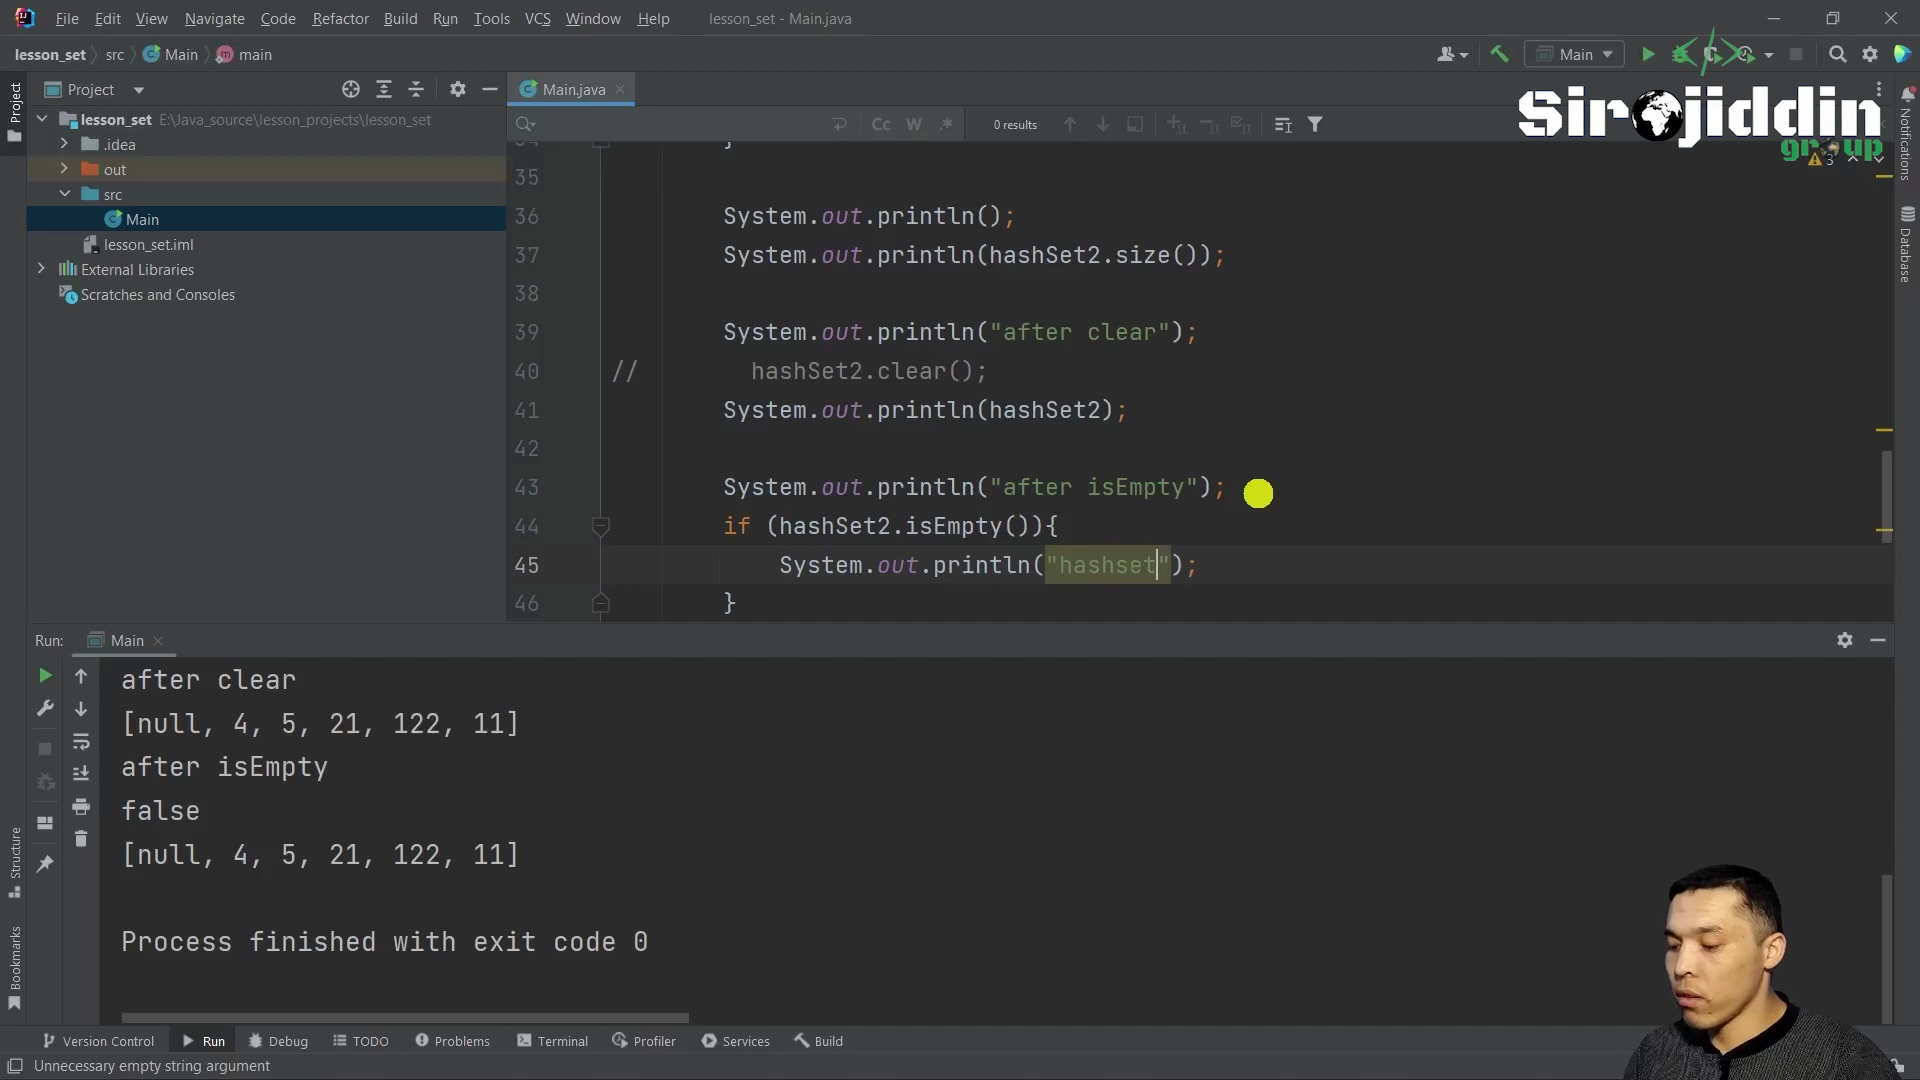 File Edit View Navigate Code Refactor Build Run Tools VCS Window Help lesson_set - Main.java
lesson_set src Main main
Main
Project
Main.java
Sirojiddin
group
lesson_set E:\Java_source\lesson_projects\lesson_set
.idea
out
src
Main
lesson_set.iml
External Libraries
Scratches and Consoles
Cc W .* 0 results
3
34 }
35
36 System.out.println();
37 System.out.println(hashSet2.size());
38
39 System.out.println("after clear");
40 // hashSet2.clear();
41 System.out.println(hashSet2);
42
43 System.out.println("after isEmpty");
44 if (hashSet2.isEmpty()){
45 System.out.println("hashset");
46 }
Run: Main
after clear
[null, 4, 5, 21, 122, 11]
after isEmpty
false
[null, 4, 5, 21, 122, 11]
Process finished with exit code 0
Version Control Run Debug TODO Problems Terminal Profiler Services Build
Unnecessary empty string argument
Project
Structure
Bookmarks
Notifications
Database